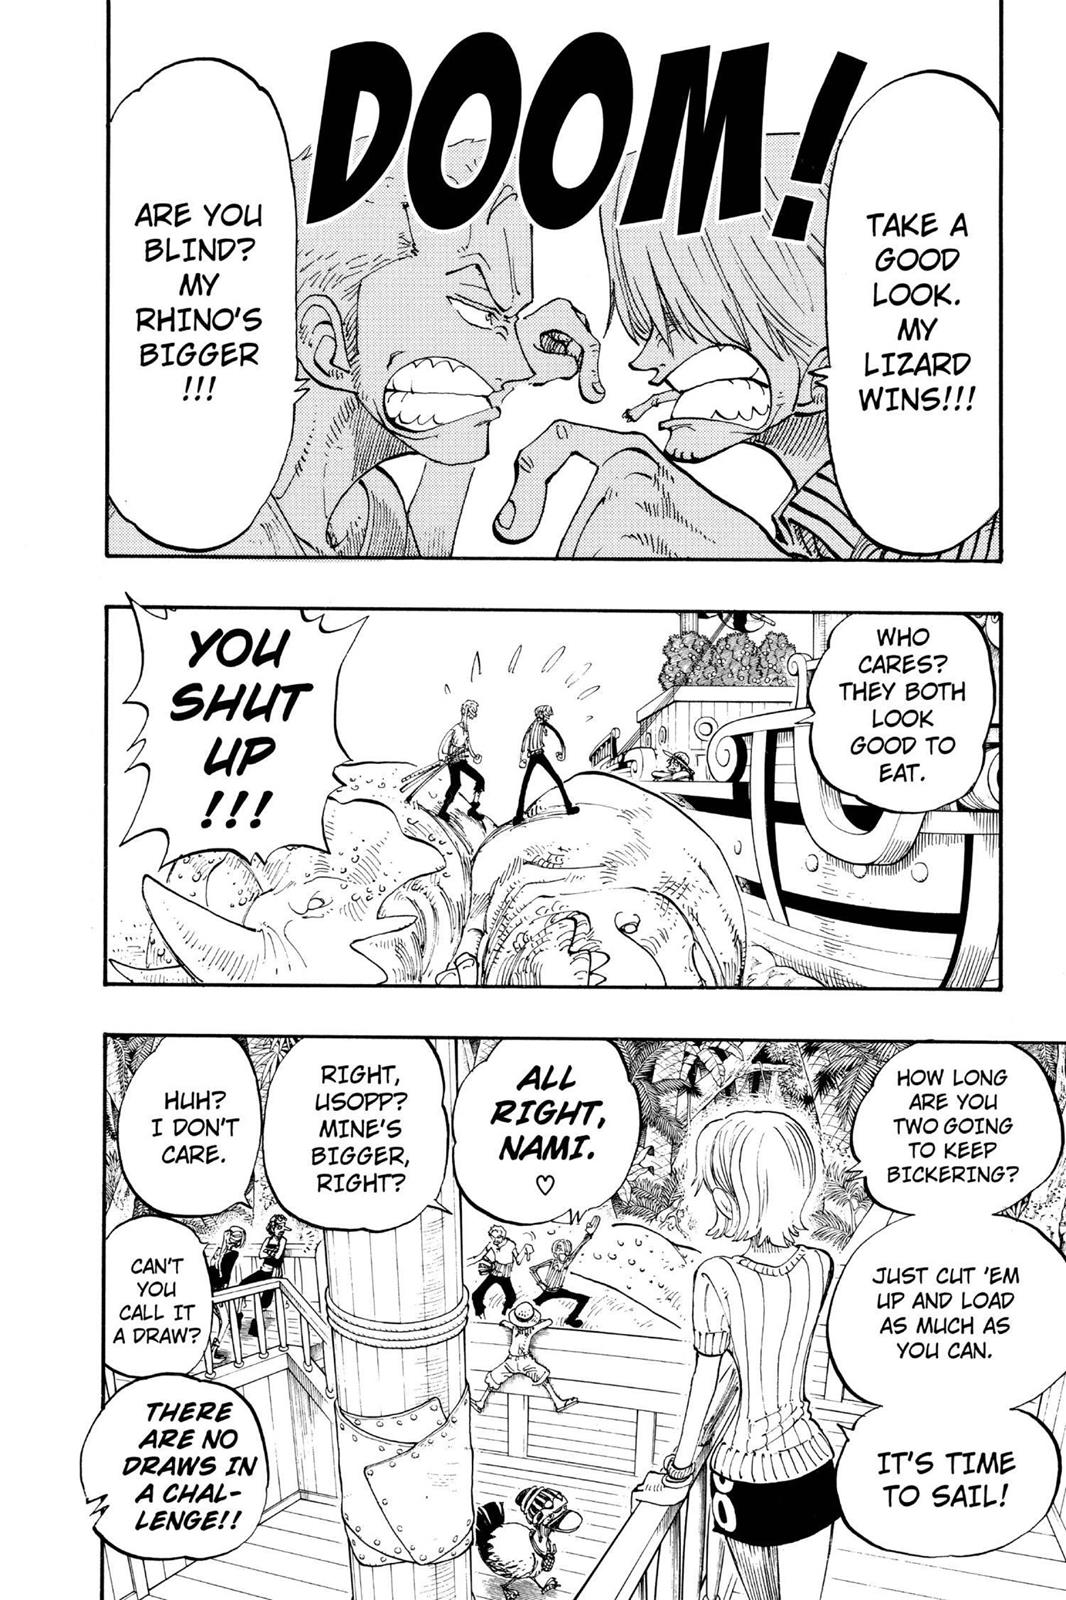 DOOM!
TAKE A
GOOD
LOOK.
MY
LIZARD
WINS!!!
ARE YOU
BLIND?
MY
RHINO'S
BIGGER
!!!
WHO
CARES?
THEY BOTH
LOOK
GOOD TO
EAT.
YOU
SHUT
UP
!!!
HOW LONG
ARE YOU
TWO GOING
TO KEEP
BICKERING?
JUST CUT 'EM
UP AND LOAD
AS MUCH AS
YOU CAN.
IT'S TIME
TO SAIL!
ALL
RIGHT,
NAMI.
♡
RIGHT,
USOPP?
MINE'S
BIGGER,
RIGHT?
HUH?
I DON'T
CARE.
CAN'T
YOU
CALL IT
A DRAW?
THERE
ARE NO
DRAWS IN
A CHAL-
LENGE!!